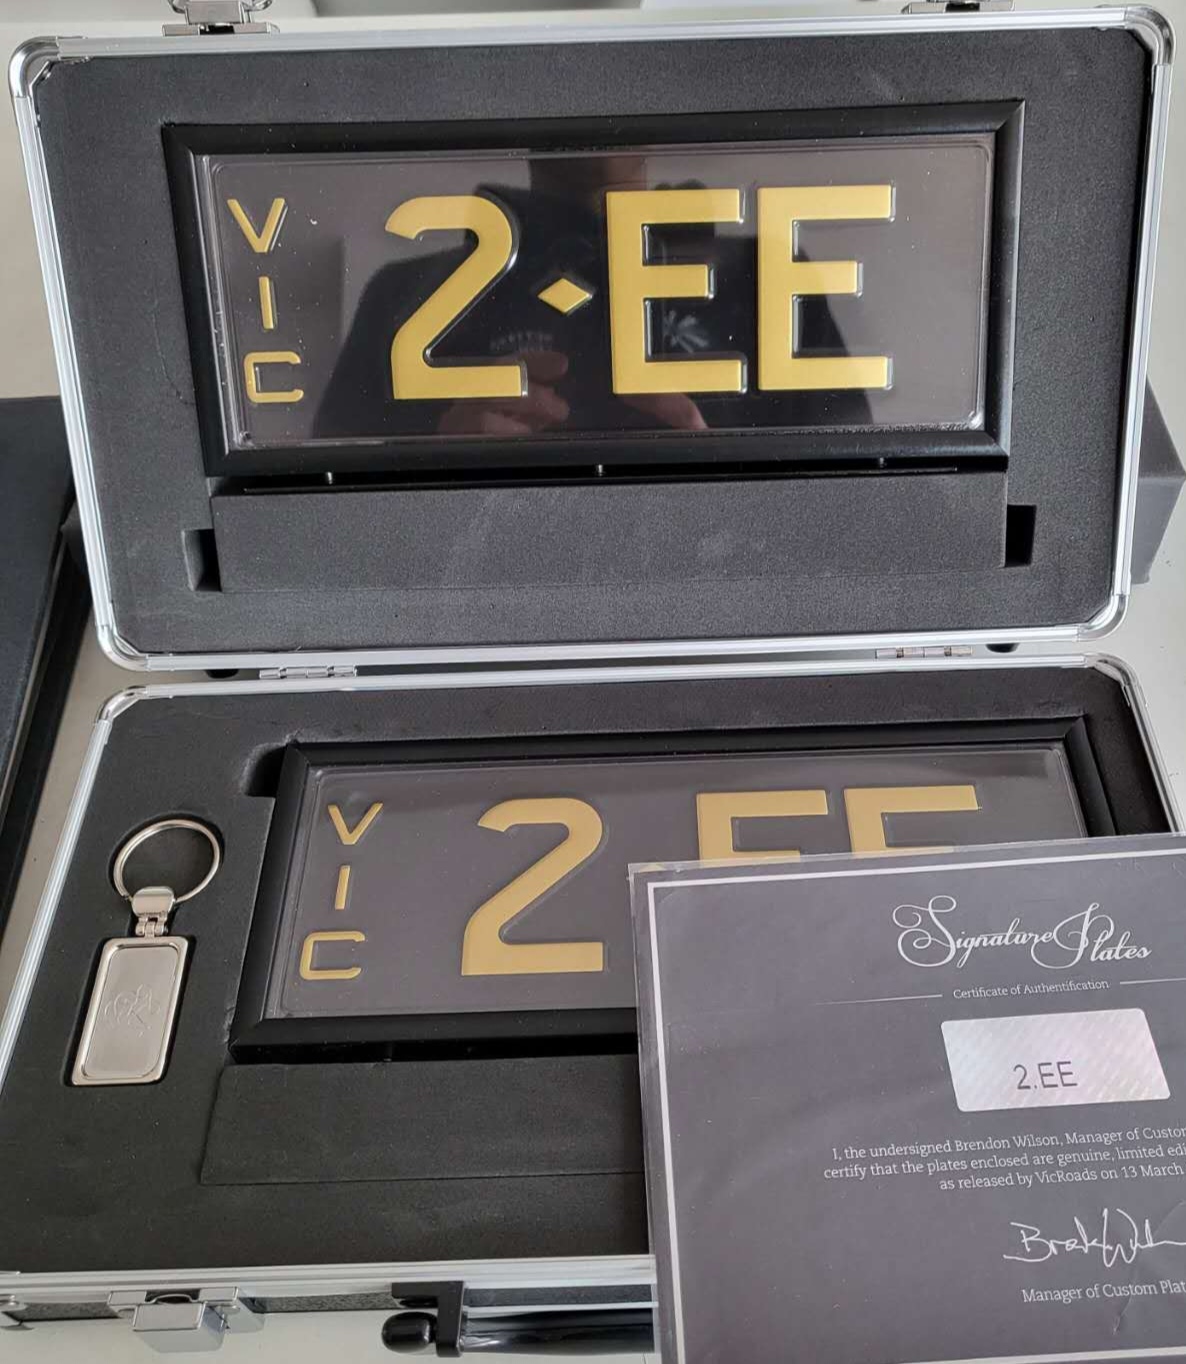 VIC 2◆EE
VIC 2 EE
Signature Plates
Certificate of Authentification
2.EE
I, the undersigned Brendon Wilson, Manager of Custo
certify that the plates enclosed are genuine, limited edi
as released by VicRoads on 13 March
Manager of Custom Plat